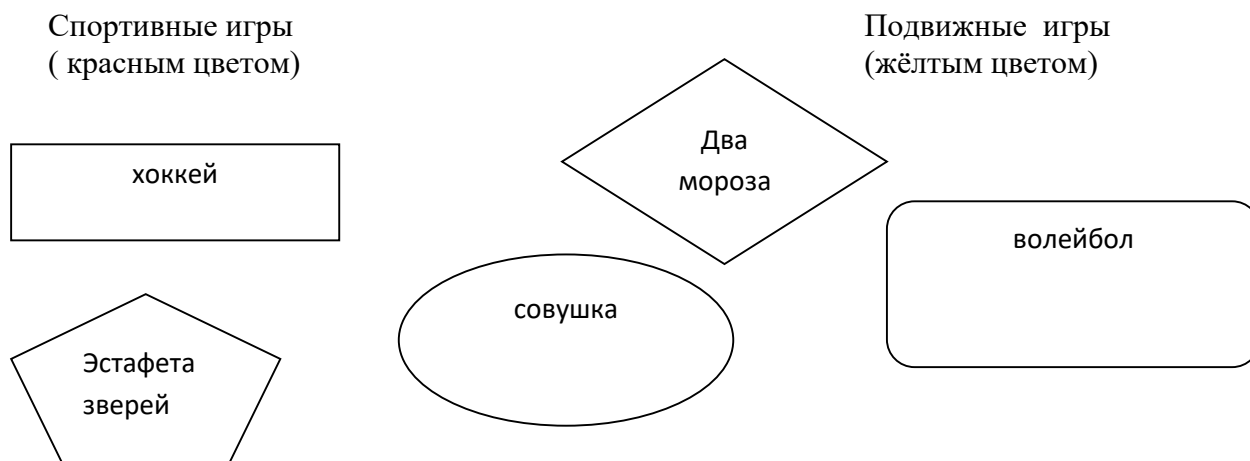 Спортивные игры
( красным цветом)
Подвижные  игры
(жёлтым цветом)
Два
мороза
хоккей
волейбол
совушка
Эстафета
зверей